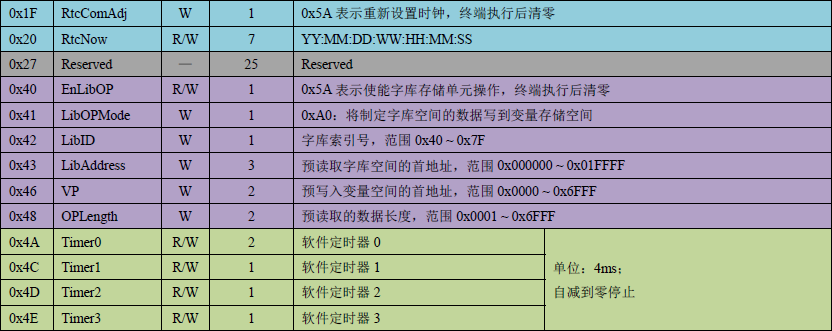 0x1F RtcComAdj W 1 0x5A 表示重新设置时钟，终端执行后清零
0x20 RtcNow R/W 7 YY:MM:DD:WW:HH:MM:SS
0x27 Reserved — 25 Reserved
0x40 EnLibOP R/W 1 0x5A 表示使能字库存储单元操作，终端执行后清零
0x41 LibOPMode W 1 0xA0：将制定字库空间的数据写到变量存储空间
0x42 LibID W 1 字库索引号，范围 0x40 ~ 0x7F
0x43 LibAddress W 3 预读取字库空间的首地址，范围 0x000000 ~ 0x01FFFF
0x46 VP W 2 预写入变量空间的首地址，范围 0x0000 ~ 0x6FFF
0x48 OPLength W 2 预读取的数据长度，范围 0x0001 ~ 0x6FFF
0x4A Timer0 R/W 2 软件定时器 0
0x4C Timer1 R/W 1 软件定时器 1
单位：4ms；
0x4D Timer2 R/W 1 软件定时器 2
自减到零停止
0x4E Timer3 R/W 1 软件定时器 3